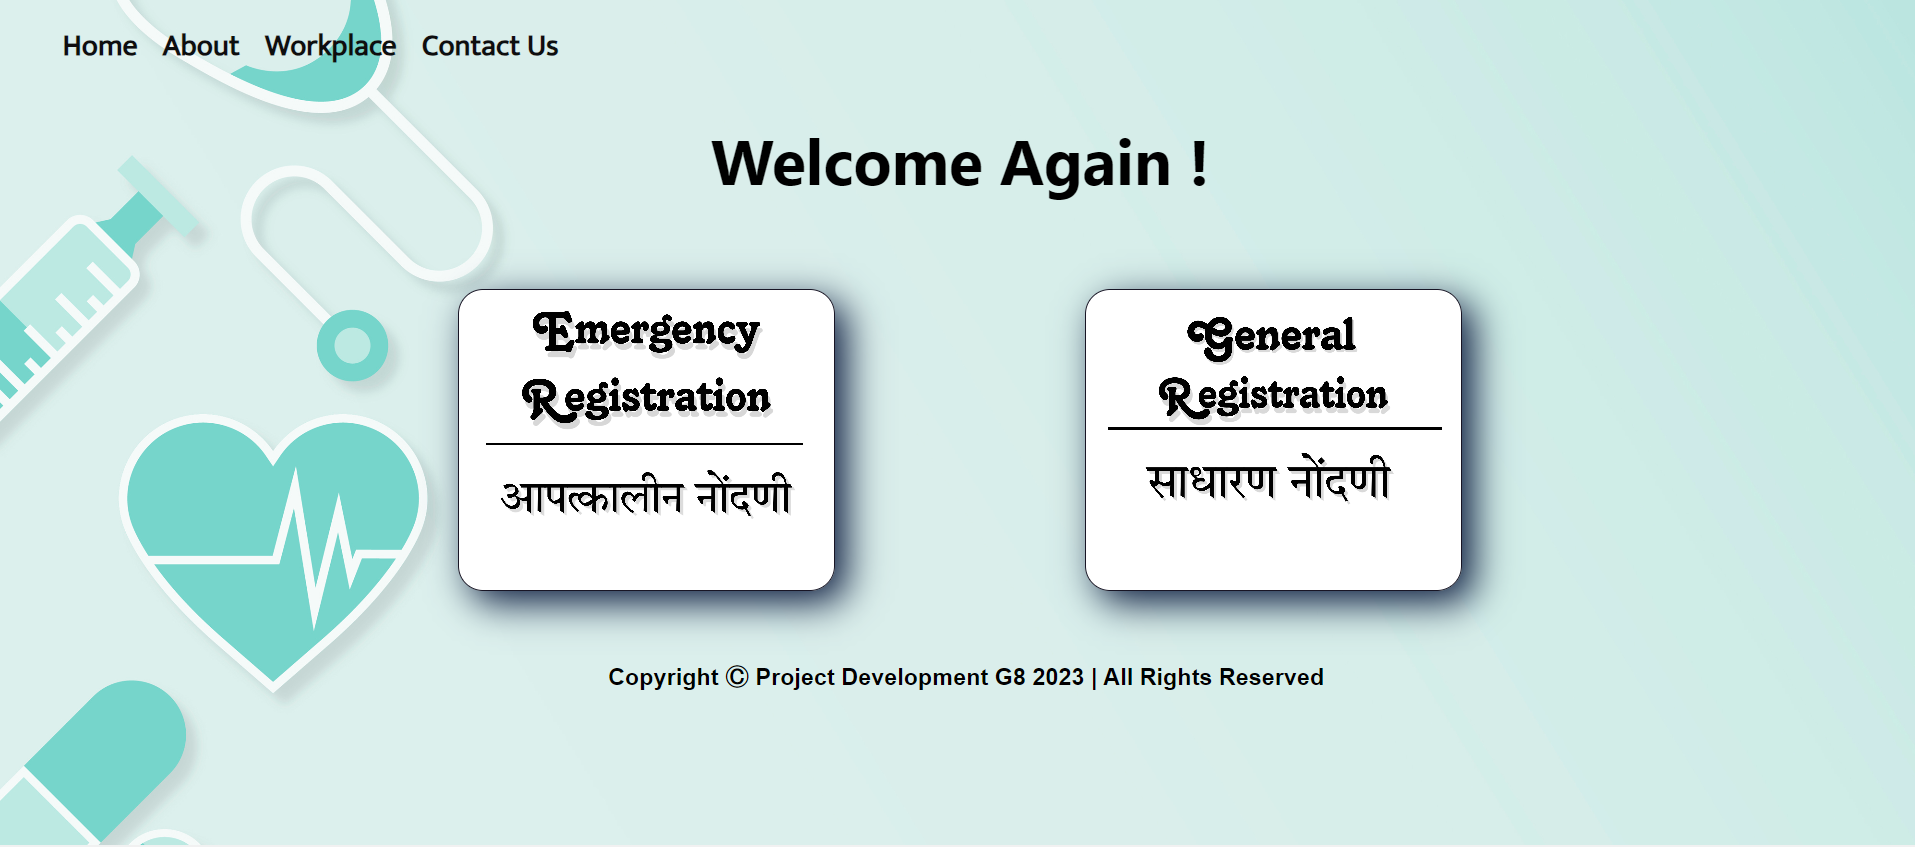 Home About Workplace Contact Us
Welcome Again !
Emergency
Registration
आपत्कालीन नोंदणी
General
Registration
साधारण नोंदणी
Copyright Ⓒ Project Development G8 2023 | All Rights Reserved